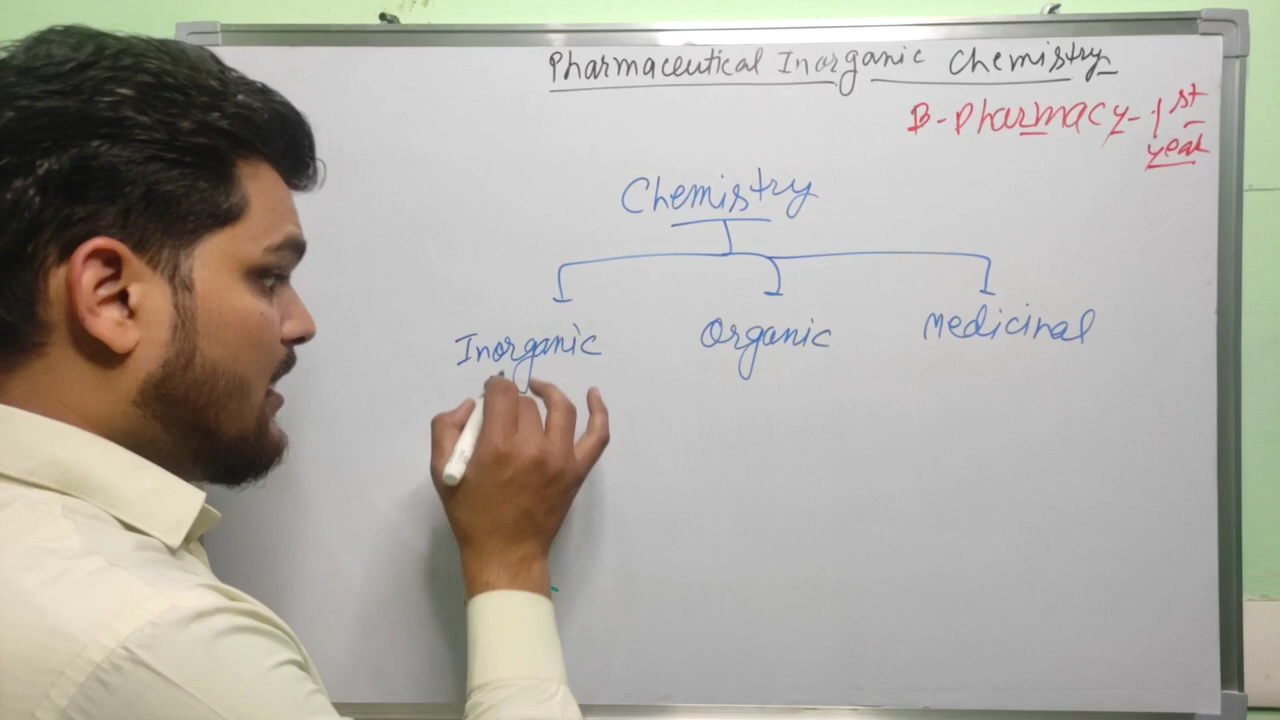 Pharmaceutical Inorganic Chemistry
B-Pharmacy-1st
year
Chemistry
Inorganic Organic Medicinal